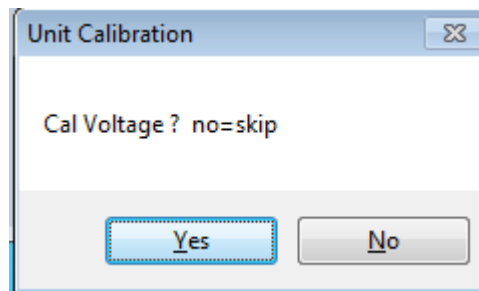 Unit Calibration
Cal Voltage ? no=skip
Yes
No